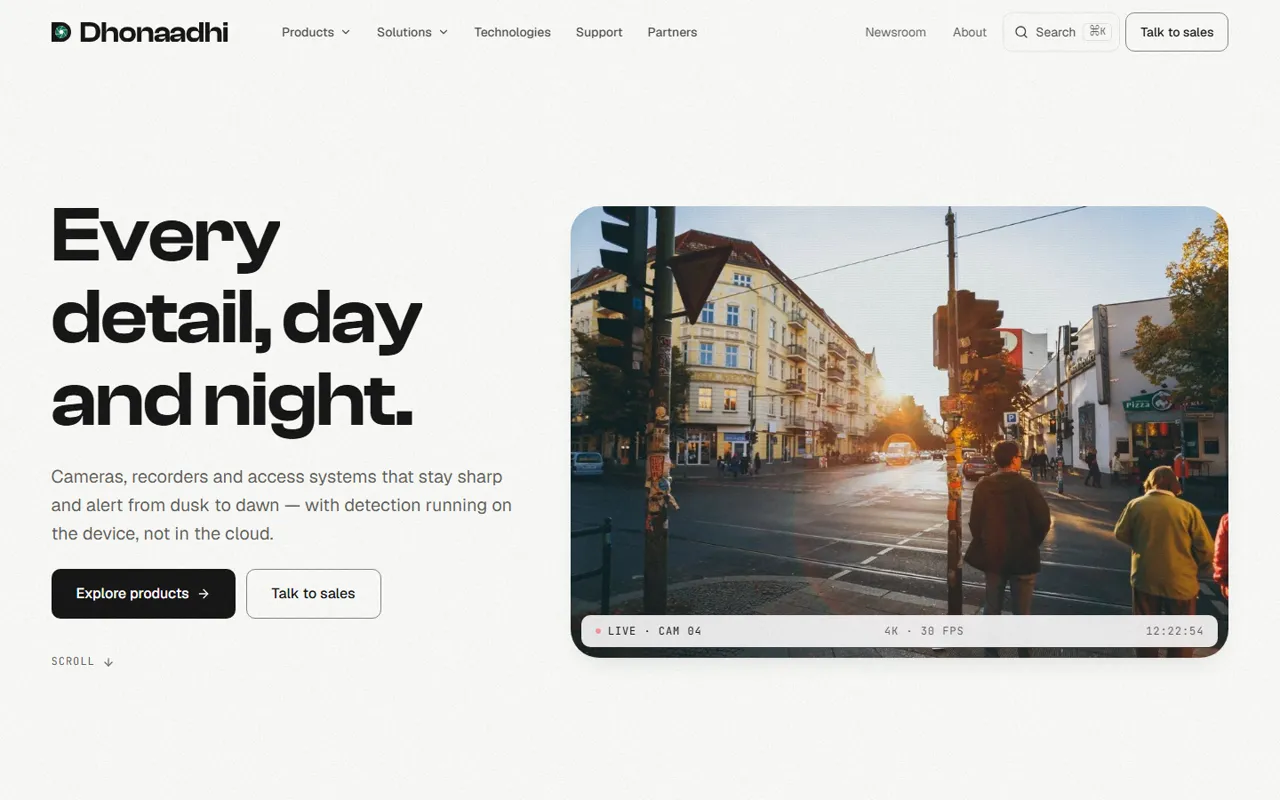 Dhonaadhi
Products
Solutions
Technologies
Support
Partners
Newsroom
About
Search ⌘K
Talk to sales
Every
detail, day
and night.
Cameras, recorders and access systems that stay sharp
and alert from dusk to dawn — with detection running on
the device, not in the cloud.
Explore products →
Talk to sales
SCROLL ↓
P
Pizza
LIVE · CAM 04
4K · 30 FPS
12:22:54